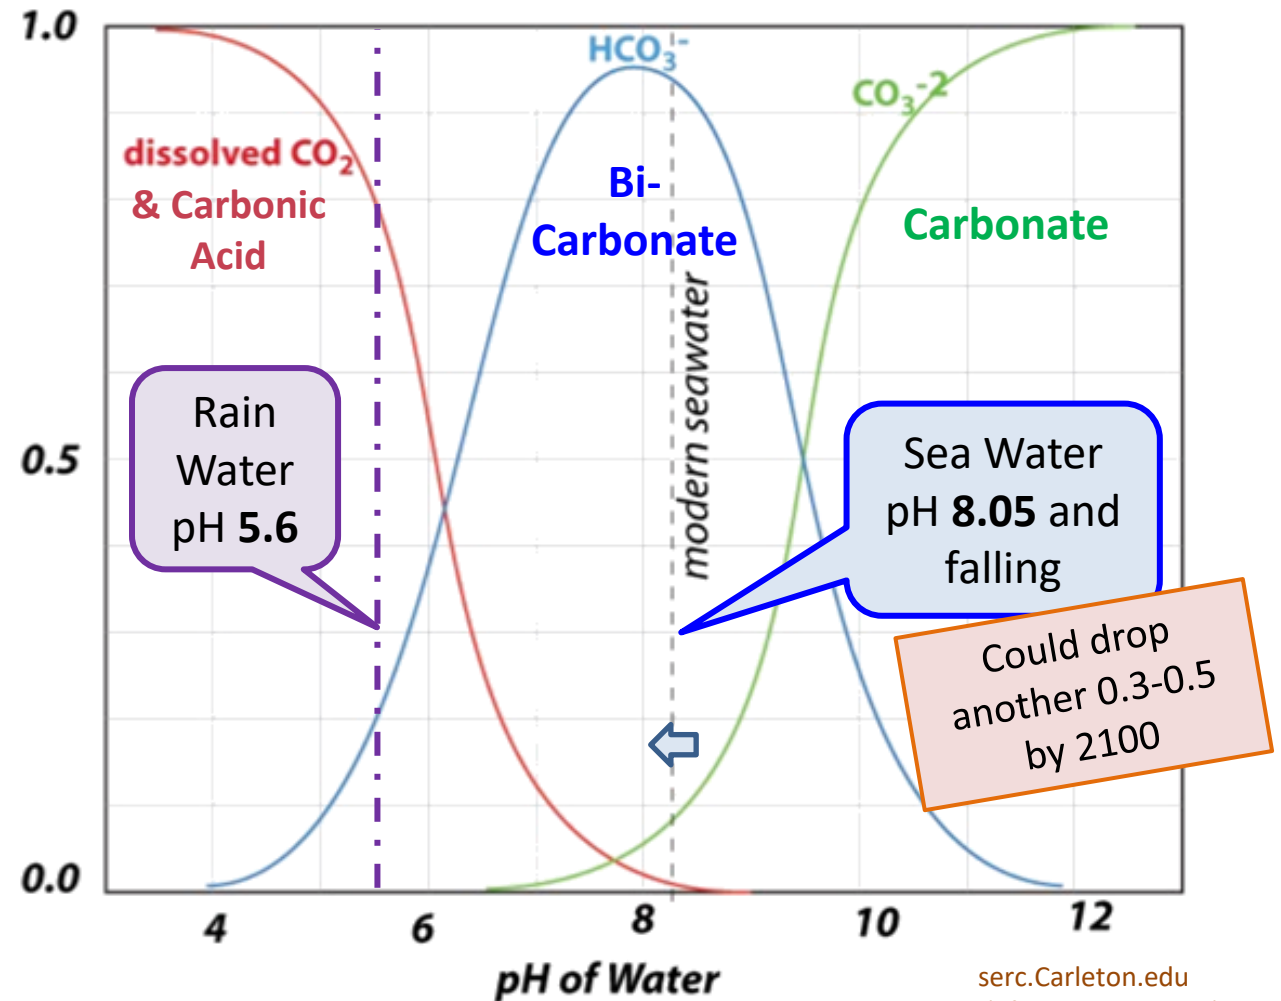 1.0
HCO₃⁻
CO₃⁻²
dissolved CO₂
& Carbonic
Acid
Bi-
Carbonate
Carbonate
modern seawater
Rain
Water
pH 5.6
0.5
Sea Water
pH 8.05 and
falling
Could drop
another 0.3-0.5
by 2100
0.0
4 6 8 10 12
pH of Water
serc.Carleton.edu